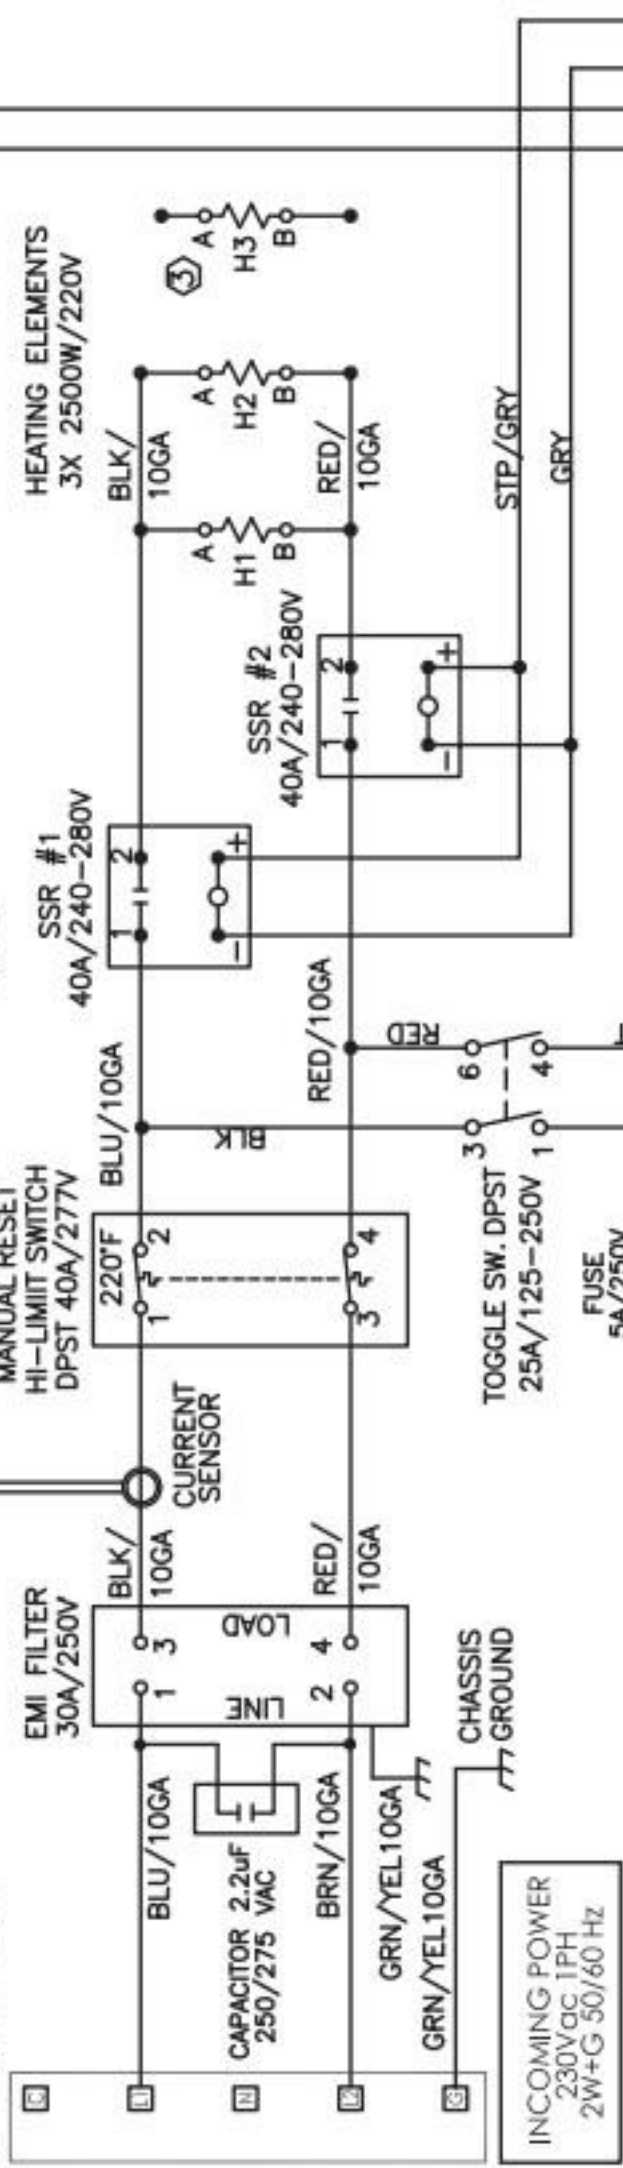 HEATING ELEMENTS
3X 2500W/220V
A
H3
B
3
BLK/
10GA
A
H2
B
RED/
10GA
A
H1
B
STP/GRY
GRY
SSR #2
40A/240-280V
1
2
-
+
SSR #1
40A/240-280V
1
2
-
+
BLU/10GA
RED/10GA
BLK
RED
6
4
3
1
TOGGLE SW. DPST
25A/125-250V
FUSE
5A/250V
MANUAL RESET
HI-LIMIIT SWITCH
DPST 40A/277V
220°F
1
2
3
4
CURRENT
SENSOR
EMI FILTER
30A/250V
BLK/
10GA
RED/
10GA
1
3
LINE
LOAD
2
4
CHASSIS
GROUND
BLU/10GA
CAPACITOR 2.2uF
250/275 VAC
BRN/10GA
GRN/YEL10GA
GRN/YEL10GA
C
L1
N
L2
G
INCOMING POWER
230Vac 1PH
2W+G 50/60 Hz